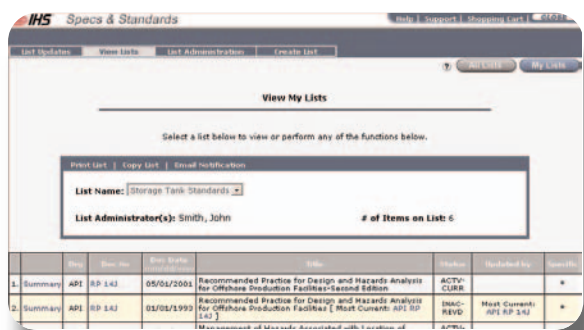 IHS Specs & Standards
Help | Support | Shopping Cart | CLOSE
List Updates View Lists List Administration Create List
? All Lists My Lists
View My Lists
Select a list below to view or perform any of the functions below.
Print List | Copy List | Email Notification
List Name: Storage Tank Standards
List Administrator(s): Smith, John # of Items on List: 6
Org Doc No Doc Date Title Status Updated by Specific
1. Summary API RP 14J 05/01/2001 Recommended Practice for Design and Hazards Analysis for Offshore Production Facilities-Second Edition ACTV-CURR *
2. Summary API RP 14J 01/01/1993 Recommended Practice for Design and Hazards Analysis for Offshore Production Facilities [ Most Current: API RP 14J ] INAC-REVD Most Current: API RP 14J *
Management of Hazards Associated with Location of ACTV-